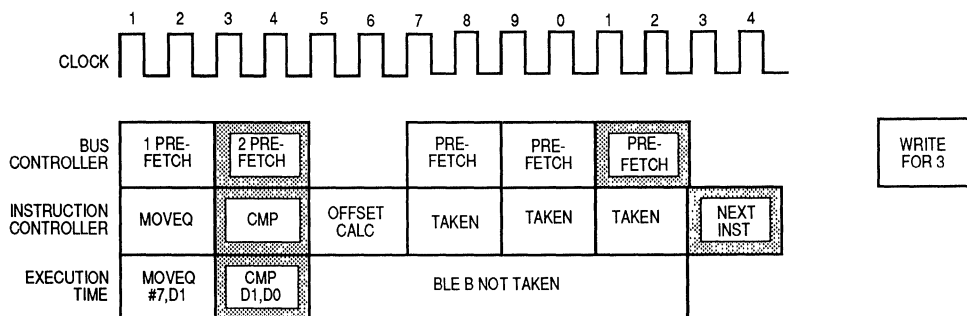 1 2 3 4 5 6 7 8 9 0 1 2 3 4
CLOCK
BUS
CONTROLLER
1 PRE-
FETCH
2 PRE-
FETCH
PRE-
FETCH
PRE-
FETCH
PRE-
FETCH
WRITE
FOR 3
INSTRUCTION
CONTROLLER
MOVEQ
CMP
OFFSET
CALC
TAKEN
TAKEN
TAKEN
NEXT
INST
EXECUTION
TIME
MOVEQ
#7,D1
CMP
D1,D0
BLE B NOT TAKEN